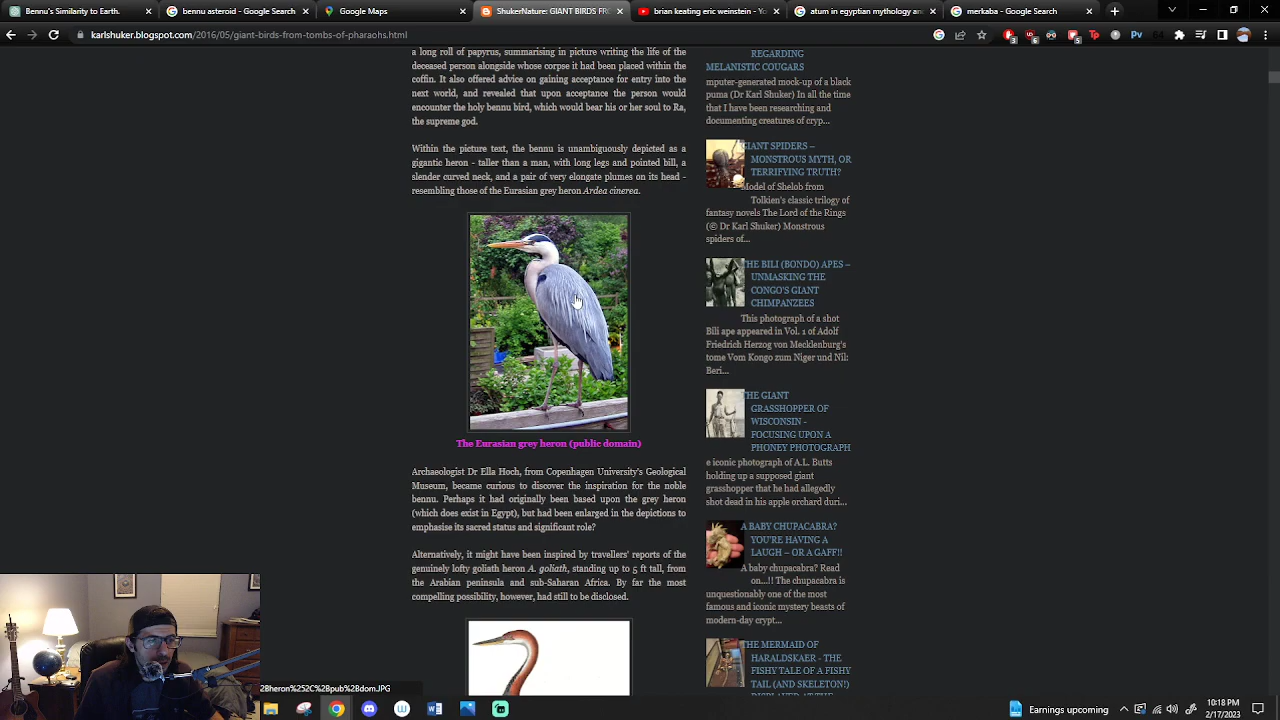 Bennu's Similarity to Earth.
bennu asteroid - Google Search
Google Maps
ShukerNature: GIANT BIRDS FR
brian keating eric weinstein - Yo
atum in egyptian mythology -
merkaba - Google Search
karlshuker.blogspot.com/2016/05/giant-birds-from-tombs-of-pharaohs.html
a long roll of papyrus, summarising in picture writing the life of the
deceased person alongside whose corpse it had been placed within the
coffin. It also offered advice on gaining acceptance for entry into the
next world, and revealed that upon acceptance the person would
encounter the holy bennu bird, which would bear his or her soul to Ra,
the supreme god.
Within the picture text, the bennu is unambiguously depicted as a
gigantic heron - taller than a man, with long legs and pointed bill, a
slender curved neck, and a pair of very elongate plumes on its head -
resembling those of the Eurasian grey heron Ardea cinerea.
The Eurasian grey heron (public domain)
Archaeologist Dr Ella Hoch, from Copenhagen University's Geological
Museum, became curious to discover the inspiration for the noble
bennu. Perhaps it had originally been based upon the grey heron
(which does exist in Egypt), but had been enlarged in the depictions to
emphasise its sacred status and significant role?
Alternatively, it might have been inspired by travellers' reports of the
genuinely lofty goliath heron A. goliath, standing up to 5 ft tall, from
the Arabian peninsula and sub-Saharan Africa. By far the most
compelling possibility, however, had still to be disclosed.
REGARDING
MELANISTIC COUGARS
mputer-generated mock-up of a black
puma (Dr Karl Shuker) In all the time
that I have been researching and
documenting creatures of cryp...
GIANT SPIDERS –
MONSTROUS MYTH, OR
TERRIFYING TRUTH?
Model of Shelob from
Tolkien's classic trilogy of
fantasy novels The Lord of the Rings
(© Dr Karl Shuker) Monstrous
spiders of...
THE BILI (BONDO) APES –
UNMASKING THE
CONGO'S GIANT
CHIMPANZEES
This photograph of a shot
Bili ape appeared in Vol. 1 of Adolf
Friedrich Herzog von Mecklenburg's
tome Vom Kongo zum Niger und Nil:
Beri...
THE GIANT
GRASSHOPPER OF
WISCONSIN -
FOCUSING UPON A
PHONEY PHOTOGRAPH
e iconic photograph of A.L. Butts
holding up a supposed giant
grasshopper that he had allegedly
shot dead in his apple orchard duri...
A BABY CHUPACABRA?
YOU'RE HAVING A
LAUGH – OR A GAFF!!
A baby chupacabra? Read
on...!! The chupacabra is
unquestionably one of the most
famous and iconic mystery beasts of
modern-day crypt...
THE MERMAID OF
HARALDSKAER - THE
FISHY TALE OF A FISHY
TAIL (AND SKELETON!)
Earnings upcoming
10:18 PM
2/17/2023